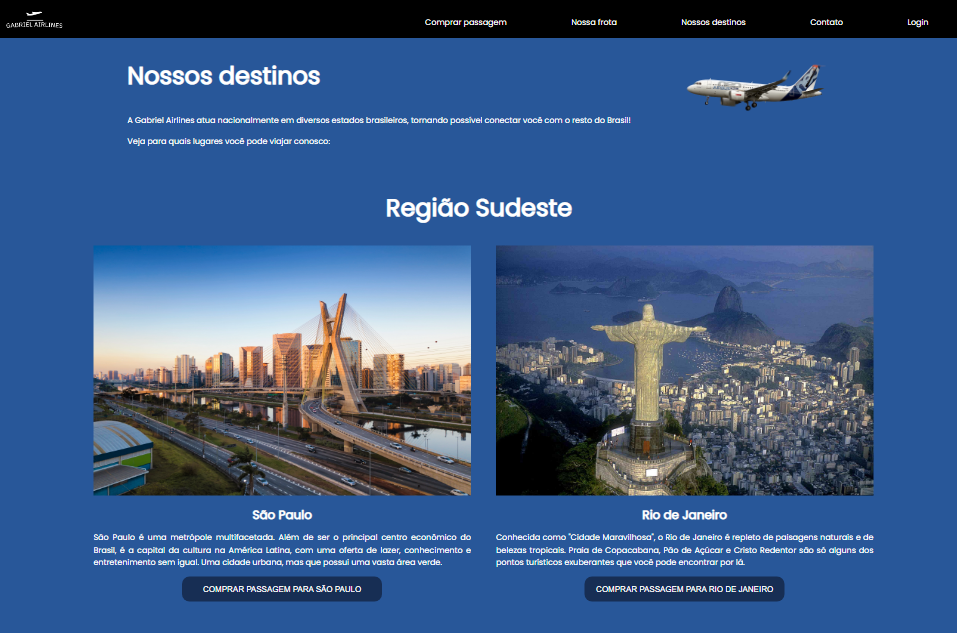 GABRIEL AIRLINES
Comprar passagem
Nossa frota
Nossos destinos
Contato
Login
Nossos destinos
A Gabriel Airlines atua nacionalmente em diversos estados brasileiros, tornando possível conectar você com o resto do Brasil!
Veja para quais lugares você pode viajar conosco:
Região Sudeste
São Paulo
São Paulo é uma metrópole multifacetada. Além de ser o principal centro econômico do
Brasil, é a capital da cultura na América Latina, com uma oferta de lazer, conhecimento e
entretenimento sem igual. Uma cidade urbana, mas que possui uma vasta área verde.
COMPRAR PASSAGEM PARA SÃO PAULO
Rio de Janeiro
Conhecida como "Cidade Maravilhosa", o Rio de Janeiro é repleto de paisagens naturais e de
belezas tropicais. Praia de Copacabana, Pão de Açúcar e Cristo Redentor são só alguns dos
pontos turísticos exuberantes que você pode encontrar por lá.
COMPRAR PASSAGEM PARA RIO DE JANEIRO